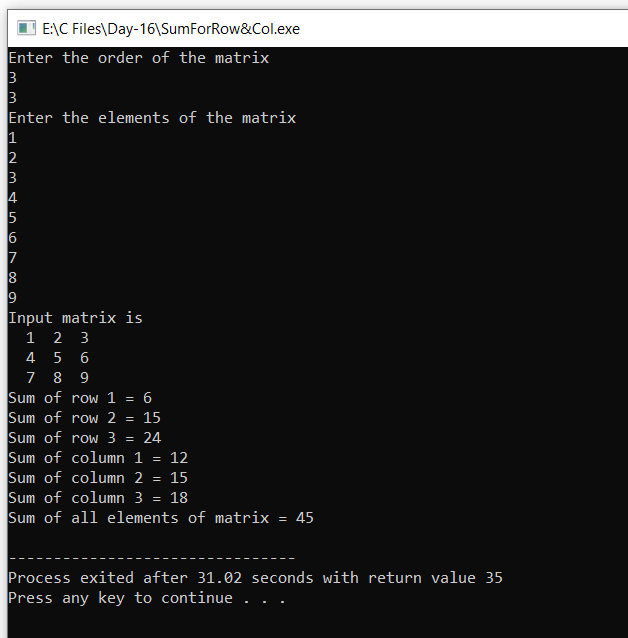 E:\C Files\Day-16\SumForRow&Col.exe
Enter the order of the matrix
3
3
Enter the elements of the matrix
1
2
3
4
5
6
7
8
9
Input matrix is
  1  2  3
  4  5  6
  7  8  9
Sum of row 1 = 6
Sum of row 2 = 15
Sum of row 3 = 24
Sum of column 1 = 12
Sum of column 2 = 15
Sum of column 3 = 18
Sum of all elements of matrix = 45
--------------------------------
Process exited after 31.02 seconds with return value 35
Press any key to continue . . .